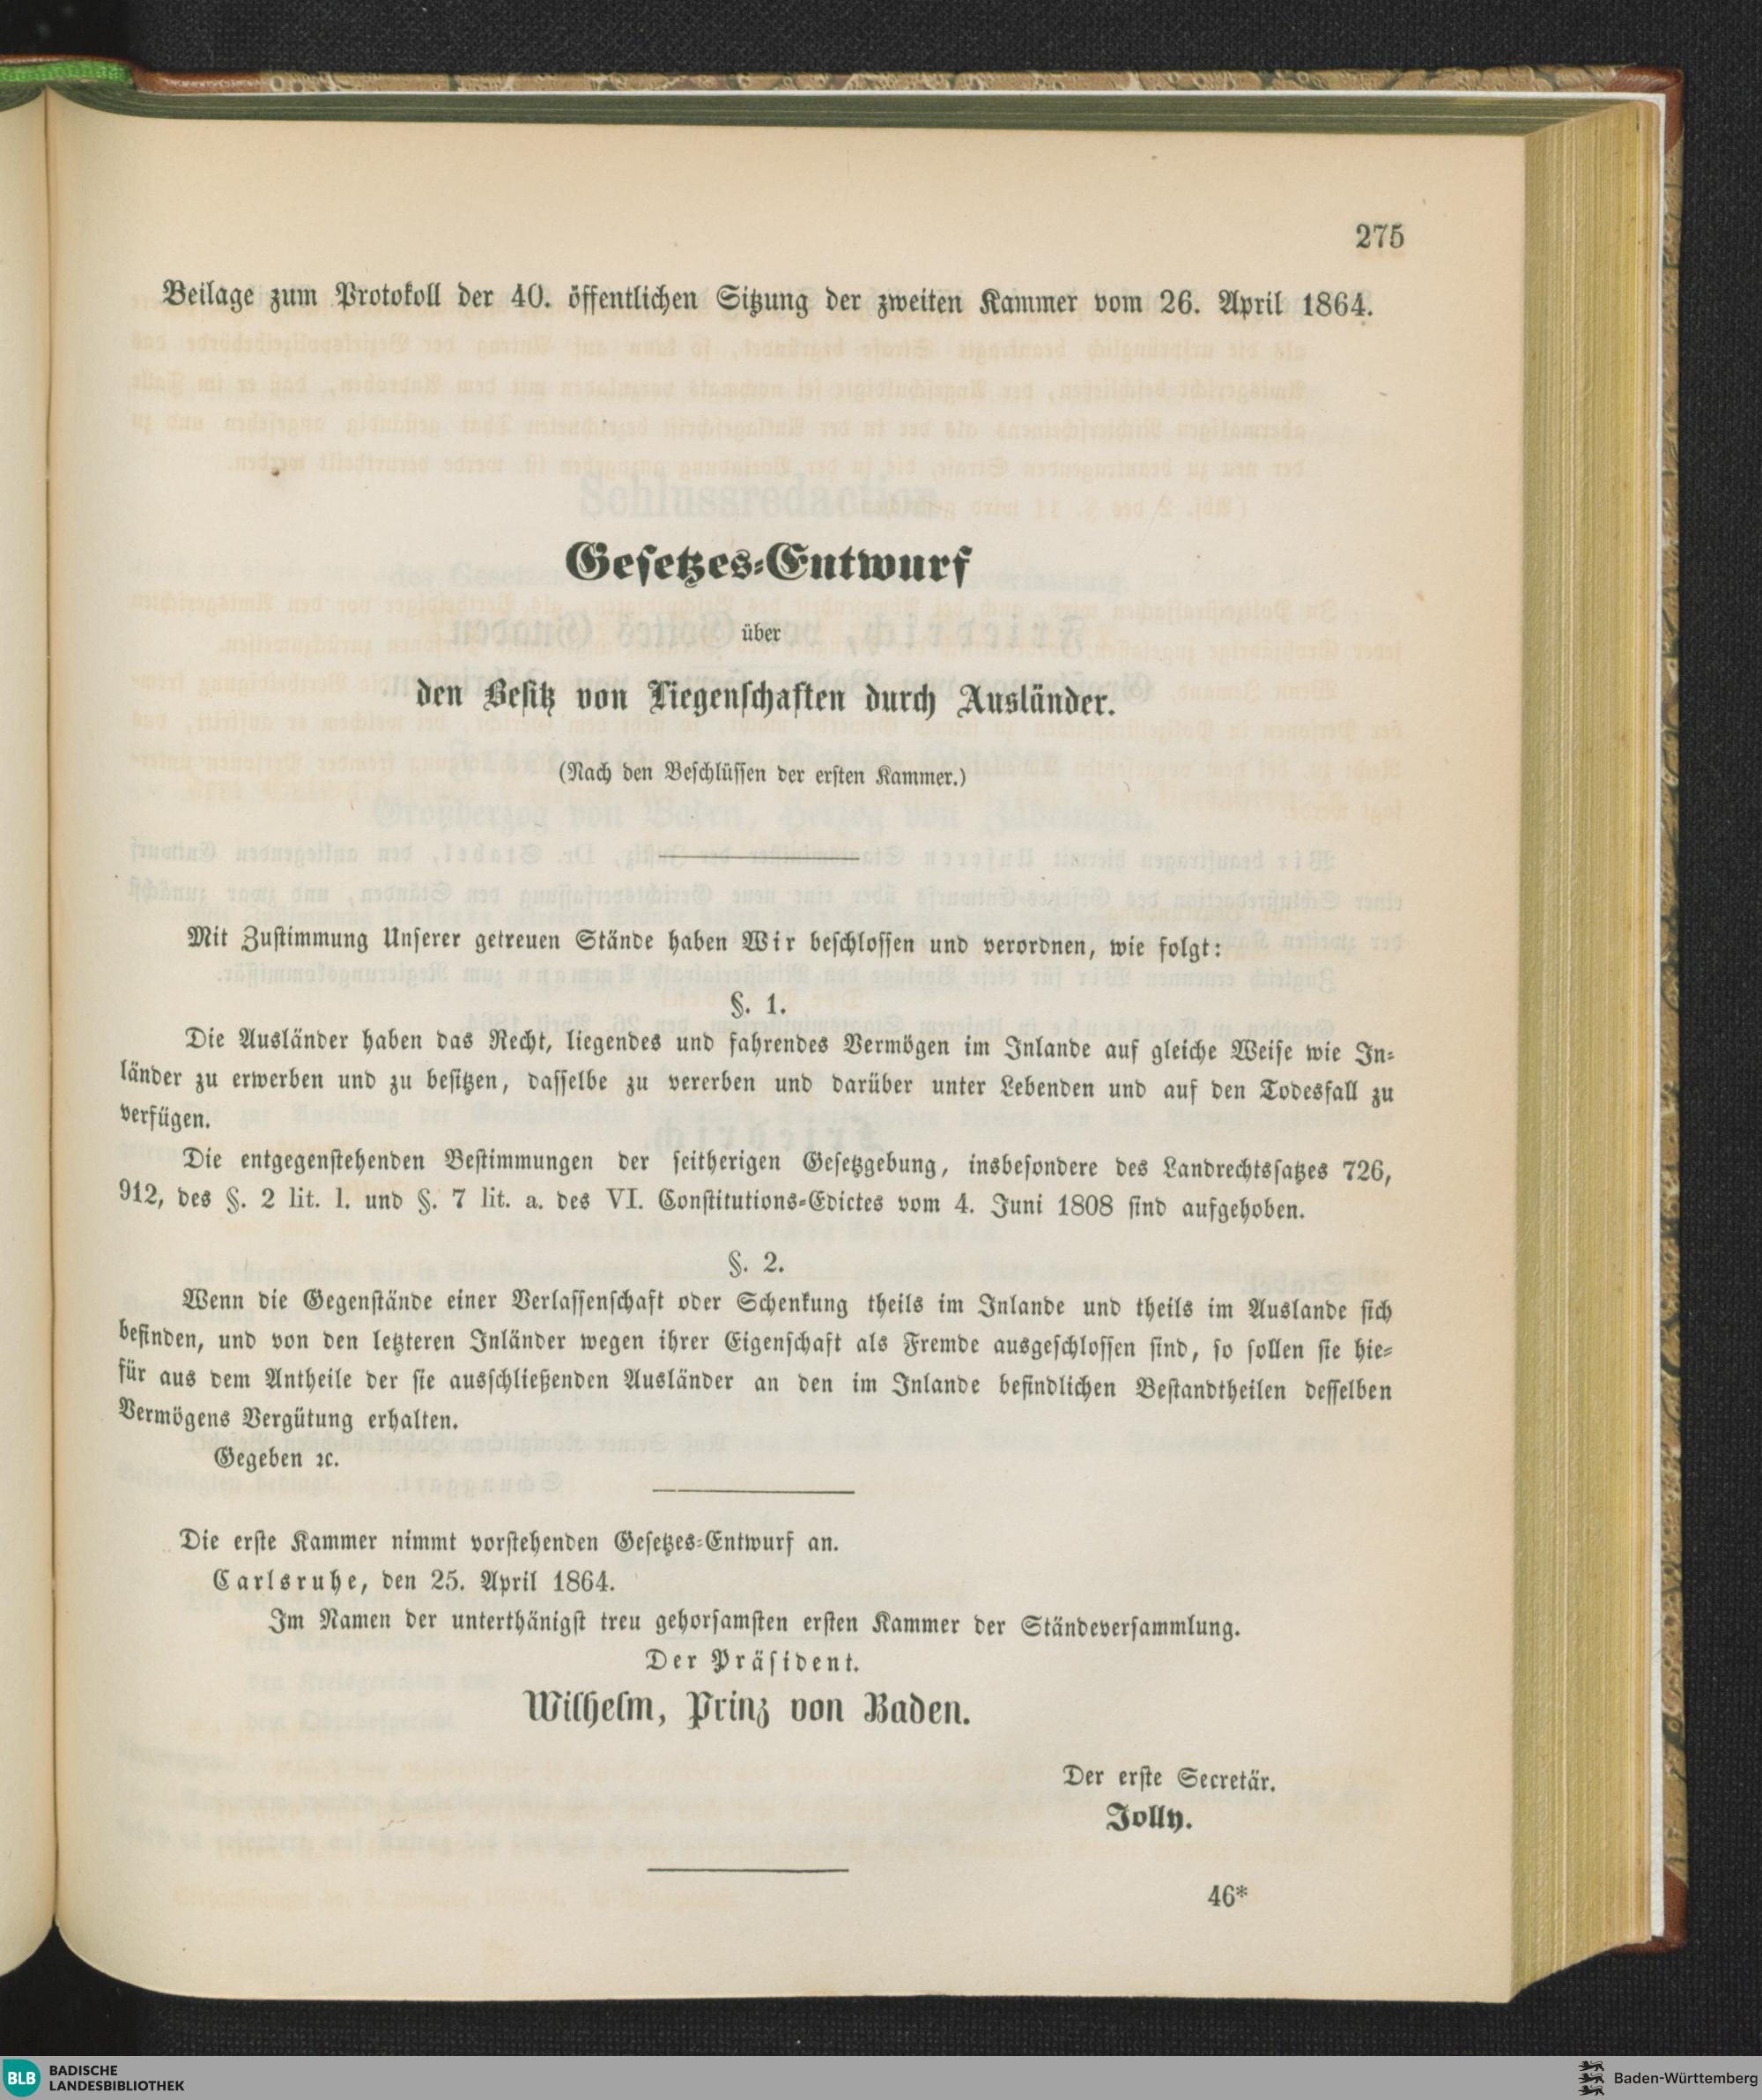 275
Beilage zum Protokoll der 40. öffentlichen Sitzung der zweiten Kammer vom 26. April 1864.
Gesetzes-Entwurf
über
den Besitz von Liegenschaften durch Ausländer.
(Nach den Beschlüssen der ersten Kammer.)
Mit Zustimmung Unserer getreuen Stände haben Wir beschlossen und verordnen, wie folgt:
§. 1.
Die Ausländer haben das Recht, liegendes und fahrendes Vermögen im Inlande auf gleiche Weise wie In-
länder zu erwerben und zu besitzen, dasselbe zu vererben und darüber unter Lebenden und auf den Todesfall zu
verfügen.
Die entgegenstehenden Bestimmungen der seitherigen Gesetzgebung, insbesondere des Landrechtssatzes 726,
912, des §. 2 lit. l. und §. 7 lit. a. des VI. Constitutions-Edictes vom 4. Juni 1808 sind aufgehoben.
§. 2.
Wenn die Gegenstände einer Verlassenschaft oder Schenkung theils im Inlande und theils im Auslande sich
befinden, und von den letzteren Inländer wegen ihrer Eigenschaft als Fremde ausgeschlossen sind, so sollen sie hie-
für aus dem Antheile der sie ausschließenden Ausländer an den im Inlande befindlichen Bestandtheilen desselben
Vermögens Vergütung erhalten.
Gegeben ꝛc.
Die erste Kammer nimmt vorstehenden Gesetzes-Entwurf an.
Carlsruhe, den 25. April 1864.
Im Namen der unterthänigst treu gehorsamsten ersten Kammer der Ständeversammlung.
Der Präsident.
Wilhelm, Prinz von Baden.
Der erste Secretär.
Jolly.
46*
BLB BADISCHE
LANDESBIBLIOTHEK
Baden-Württemberg